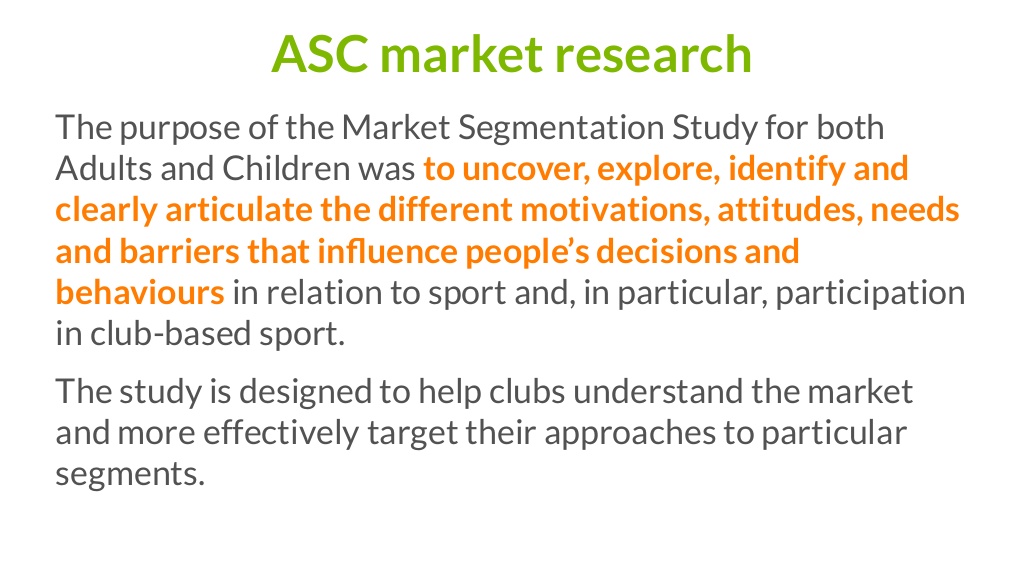 ASC market research
The purpose of the Market Segmentation Study for both
Adults and Children was to uncover, explore, identify and
clearly articulate the different motivations, attitudes, needs
and barriers that influence people’s decisions and
behaviours in relation to sport and, in particular, participation
in club-based sport.
The study is designed to help clubs understand the market
and more effectively target their approaches to particular
segments.